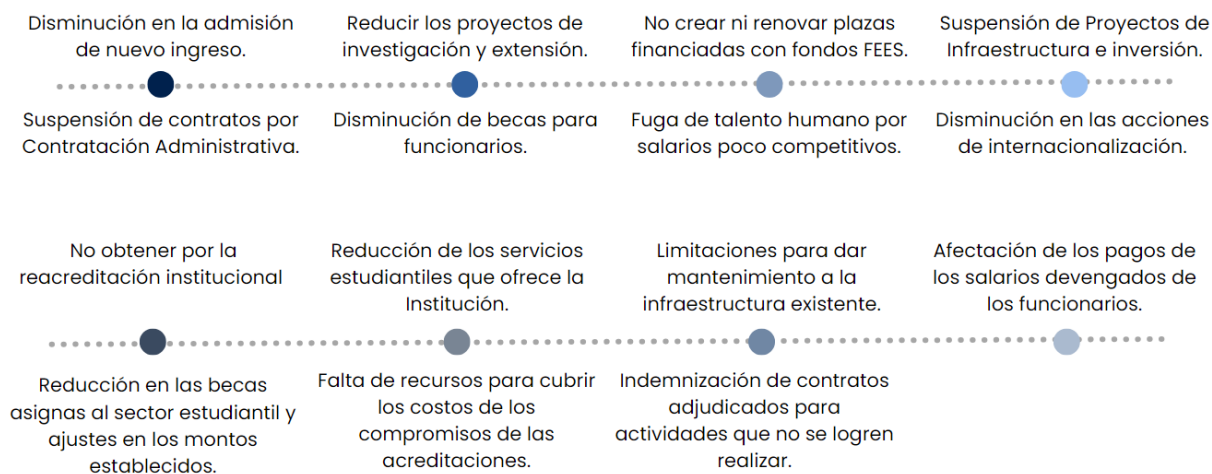 Disminución en la admisión
de nuevo ingreso.
Reducir los proyectos de
investigación y extensión.
No crear ni renovar plazas
financiadas con fondos FEES.
Suspensión de Proyectos de
Infraestructura e inversión.
Suspensión de contratos por
Contratación Administrativa.
Disminución de becas para
funcionarios.
Fuga de talento humano por
salarios poco competitivos.
Disminución en las acciones
de internacionalización.
No obtener por la
reacreditación institucional
Reducción de los servicios
estudiantiles que ofrece la
Institución.
Limitaciones para dar
mantenimiento a la
infraestructura existente.
Afectación de los pagos de
los salarios devengados de
los funcionarios.
Reducción en las becas
asignas al sector estudiantil y
ajustes en los montos
establecidos.
Falta de recursos para cubrir
los costos de los
compromisos de las
acreditaciones.
Indemnización de contratos
adjudicados para
actividades que no se logren
realizar.